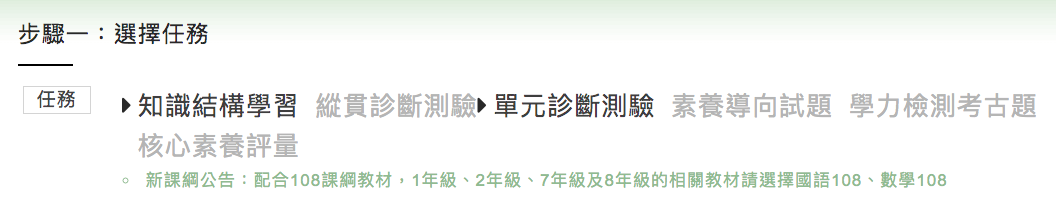 步驟一：選擇任務
任務
知識結構學習 縱貫診斷測驗 單元診斷測驗 素養導向試題 學力檢測考古題
核心素養評量
新課綱公告：配合108課綱教材，1年級、2年級、7年級及8年級的相關教材請選擇國語108、數學108